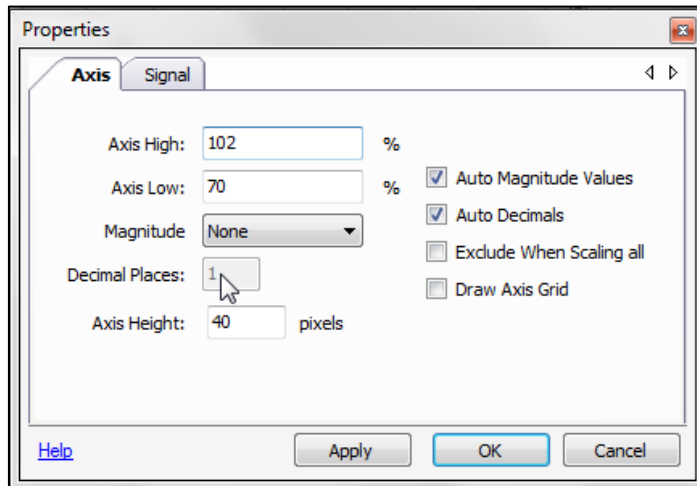 Properties
Axis Signal
Axis High: 102 %
Axis Low: 70 %
Magnitude None
Decimal Places: 1
Axis Height: 40 pixels
Auto Magnitude Values
Auto Decimals
Exclude When Scaling all
Draw Axis Grid
Help Apply OK Cancel